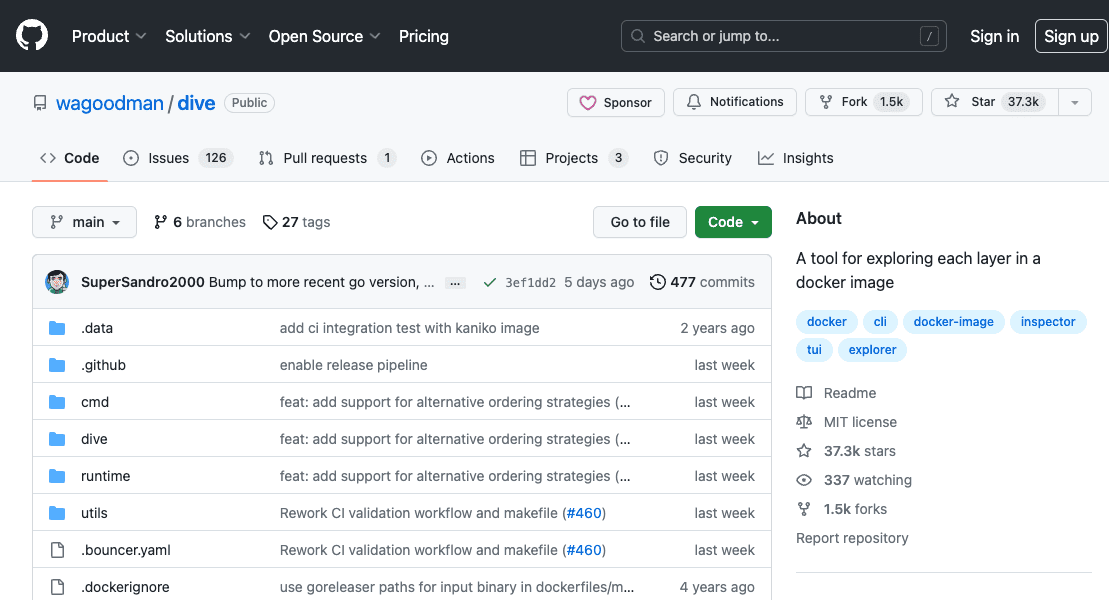 Product Solutions Open Source Pricing Search or jump to... / Sign in Sign up
wagoodman / dive Public Sponsor Notifications Fork 1.5k Star 37.3k
Code Issues 126 Pull requests 1 Actions Projects 3 Security Insights
main 6 branches 27 tags Go to file Code
SuperSandro2000 Bump to more recent go version, … ... 3ef1dd2 5 days ago 477 commits
.data add ci integration test with kaniko image 2 years ago
.github enable release pipeline last week
cmd feat: add support for alternative ordering strategies (… last week
dive feat: add support for alternative ordering strategies (… last week
runtime feat: add support for alternative ordering strategies (… last week
utils Rework CI validation workflow and makefile (#460) last week
.bouncer.yaml Rework CI validation workflow and makefile (#460) last week
.dockerignore use goreleaser paths for input binary in dockerfiles/m… 4 years ago
About
A tool for exploring each layer in a
docker image
docker cli docker-image inspector
tui explorer
Readme
MIT license
37.3k stars
337 watching
1.5k forks
Report repository